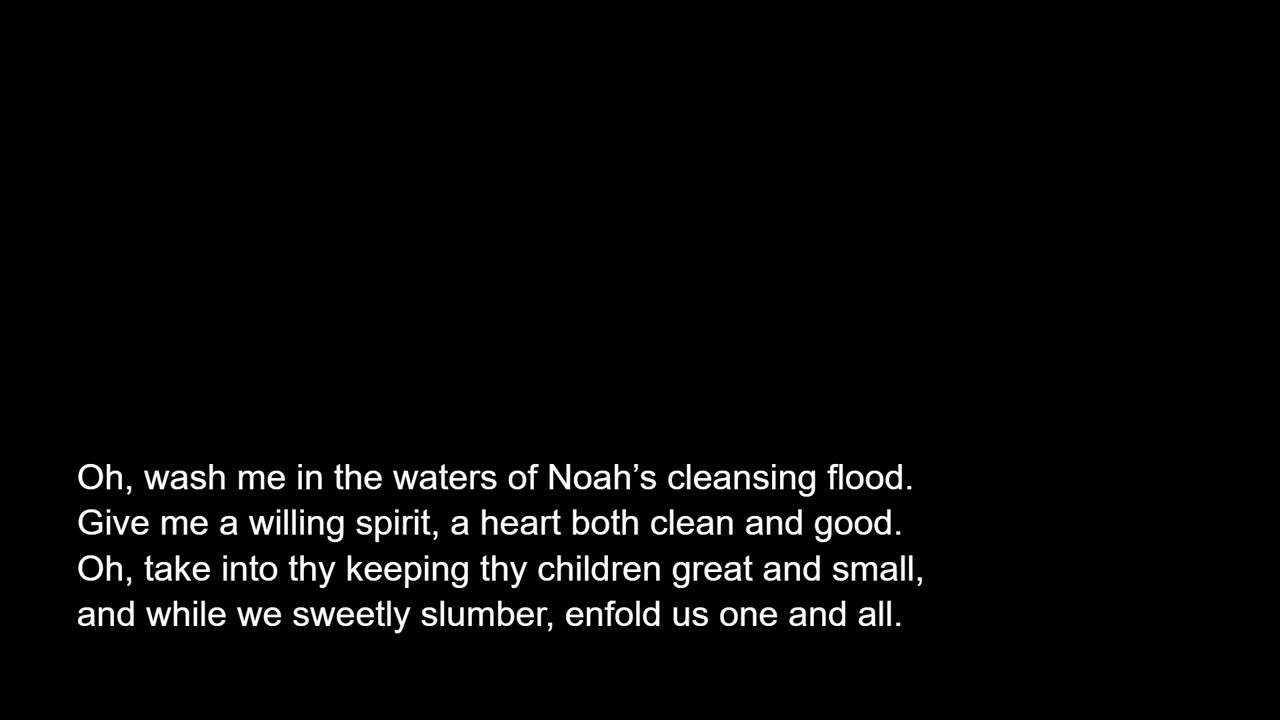 Oh, wash me in the waters of Noah’s cleansing flood.
Give me a willing spirit, a heart both clean and good.
Oh, take into thy keeping thy children great and small,
and while we sweetly slumber, enfold us one and all.